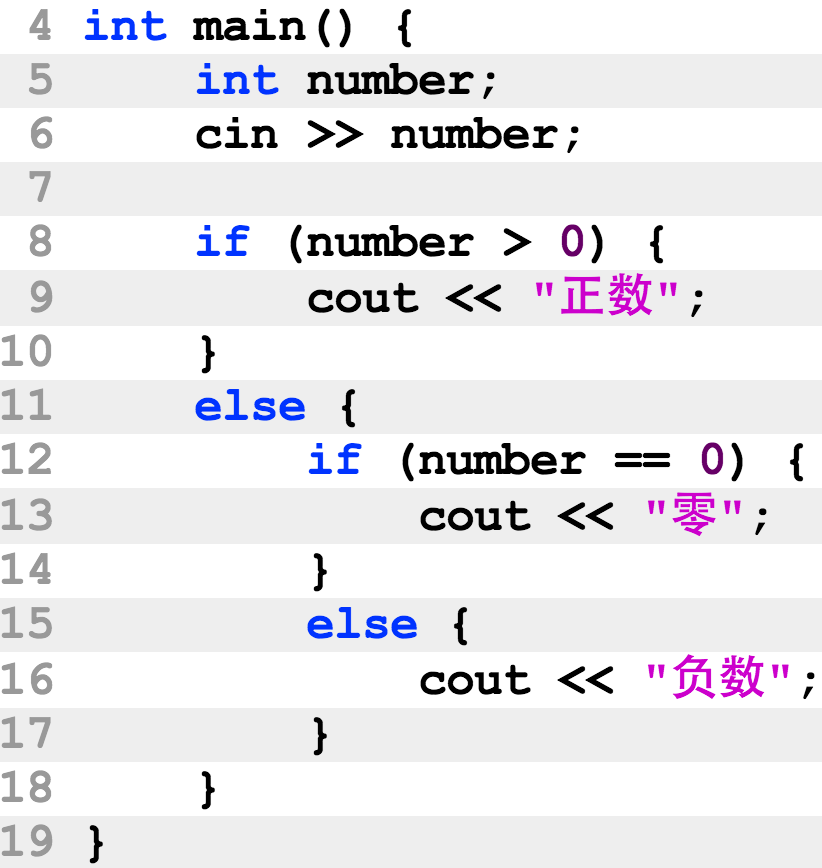 4 int main() {
5     int number;
6     cin >> number;
7
8     if (number > 0) {
9         cout << "正数";
10     }
11     else {
12         if (number == 0) {
13             cout << "零";
14         }
15         else {
16             cout << "负数";
17         }
18     }
19 }